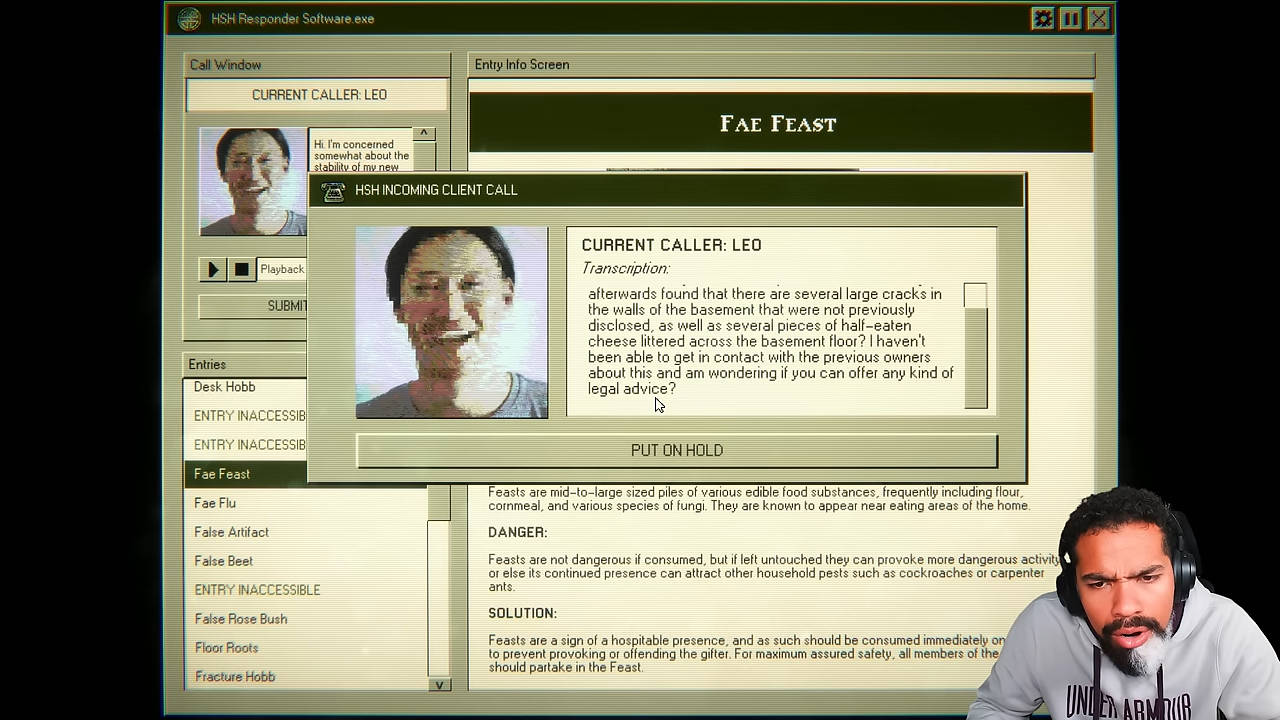 HSH Responder Software.exe
Call Window
Entry Info Screen
CURRENT CALLER: LEO
FAE FEAST
Hi. I'm concerned
somewhat about the
stability of my new
HSH INCOMING CLIENT CALL
CURRENT CALLER: LEO
Transcription:
afterwards found that there are several large cracks in
the walls of the basement that were not previously
disclosed, as well as several pieces of half-eaten
cheese littered across the basement floor? I haven't
been able to get in contact with the previous owners
about this and am wondering if you can offer any kind of
legal advice?
PUT ON HOLD
Playback
SUBMIT
Entries
Desk Hobb
ENTRY INACCESSIB
ENTRY INACCESSIB
Fae Feast
Fae Flu
False Artifact
False Beet
ENTRY INACCESSIBLE
False Rose Bush
Floor Roots
Fracture Hobb
Feasts are mid-to-large sized piles of various edible food substances, frequently including flour,
cornmeal, and various species of fungi. They are known to appear near eating areas of the home.
DANGER:
Feasts are not dangerous if consumed, but if left untouched they can provoke more dangerous activity
or else its continued presence can attract other household pests such as cockroaches or carpenter
ants.
SOLUTION:
Feasts are a sign of a hospitable presence, and as such should be consumed immediately
to prevent provoking or offending the gifter. For maximum assured safety, all members of the
should partake in the Feast.
UNDER ARMOUR